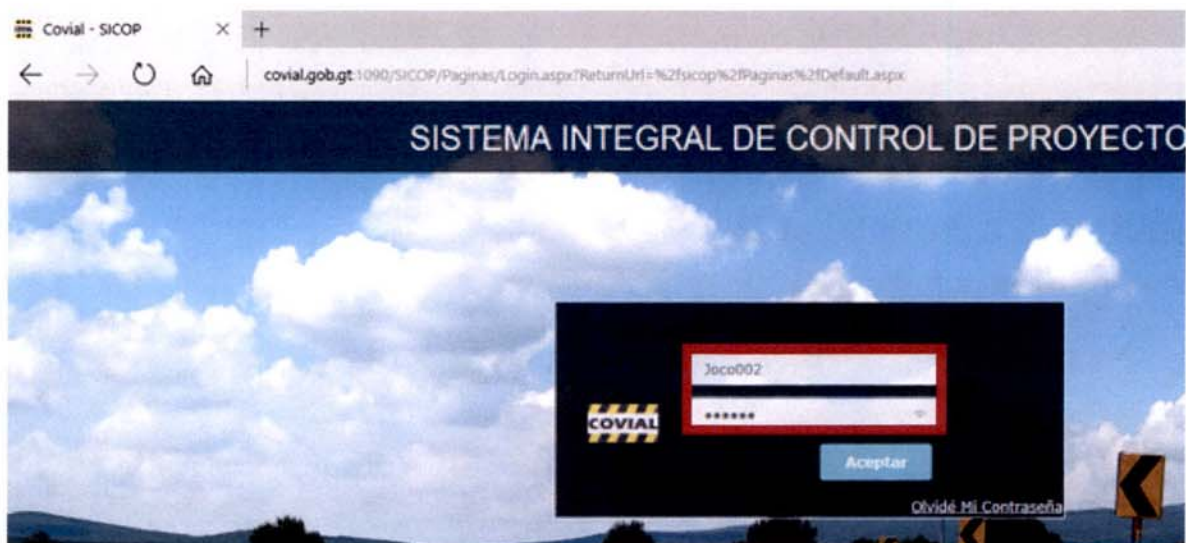 Covial - SICOP
covial.gob.gt:1090/SICOP/Paginas/Login.aspx?ReturnUrl=%2fsicop%2fPaginas%2fDefault.aspx
SISTEMA INTEGRAL DE CONTROL DE PROYECTO
Joco002
••••••
COVIAL
Aceptar
Olvidé Mi Contraseña